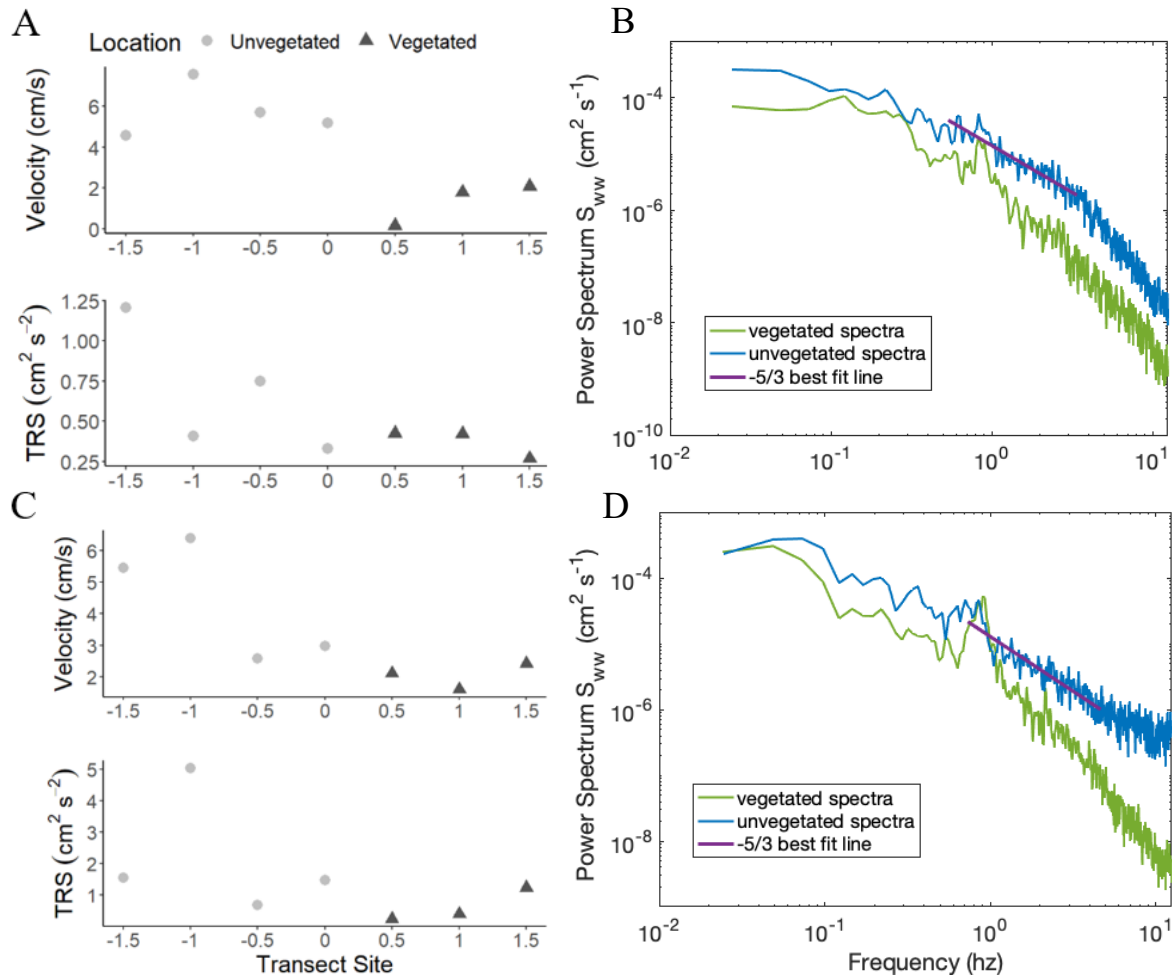 A
Location Unvegetated Vegetated
Velocity (cm/s)
6
4
2
0
-1.5 -1 -0.5 0 0.5 1 1.5
TRS (cm² s⁻²)
1.25
1.00
0.75
0.50
0.25
-1.5 -1 -0.5 0 0.5 1 1.5
B
Power Spectrum S_ww (cm² s⁻¹)
10⁻⁴
10⁻⁶
10⁻⁸
10⁻¹⁰
vegetated spectra
unvegetated spectra
-5/3 best fit line
10⁻² 10⁻¹ 10⁰ 10¹
C
Velocity (cm/s)
6
5
4
3
2
-1.5 -1 -0.5 0 0.5 1 1.5
TRS (cm² s⁻²)
5
4
3
2
1
-1.5 -1 -0.5 0 0.5 1 1.5
Transect Site
D
Power Spectrum S_ww (cm² s⁻¹)
10⁻⁴
10⁻⁶
10⁻⁸
vegetated spectra
unvegetated spectra
-5/3 best fit line
10⁻² 10⁻¹ 10⁰ 10¹
Frequency (hz)